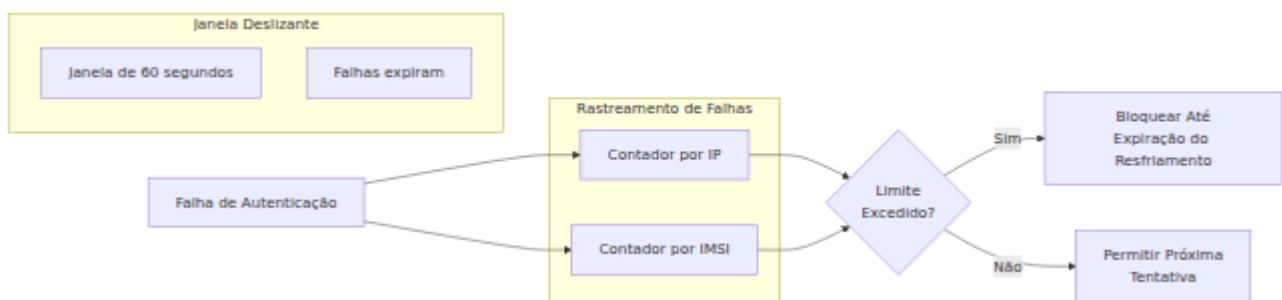 Janela Deslizante
Janela de 60 segundos
Falhas expiram
Rastreamento de Falhas
Contador por IP
Falha de Autenticação
Contador por IMSI
Limite
Excedido?
Sim
Não
Bloquear Até
Expiração do
Resfriamento
Permitir Próxima
Tentativa